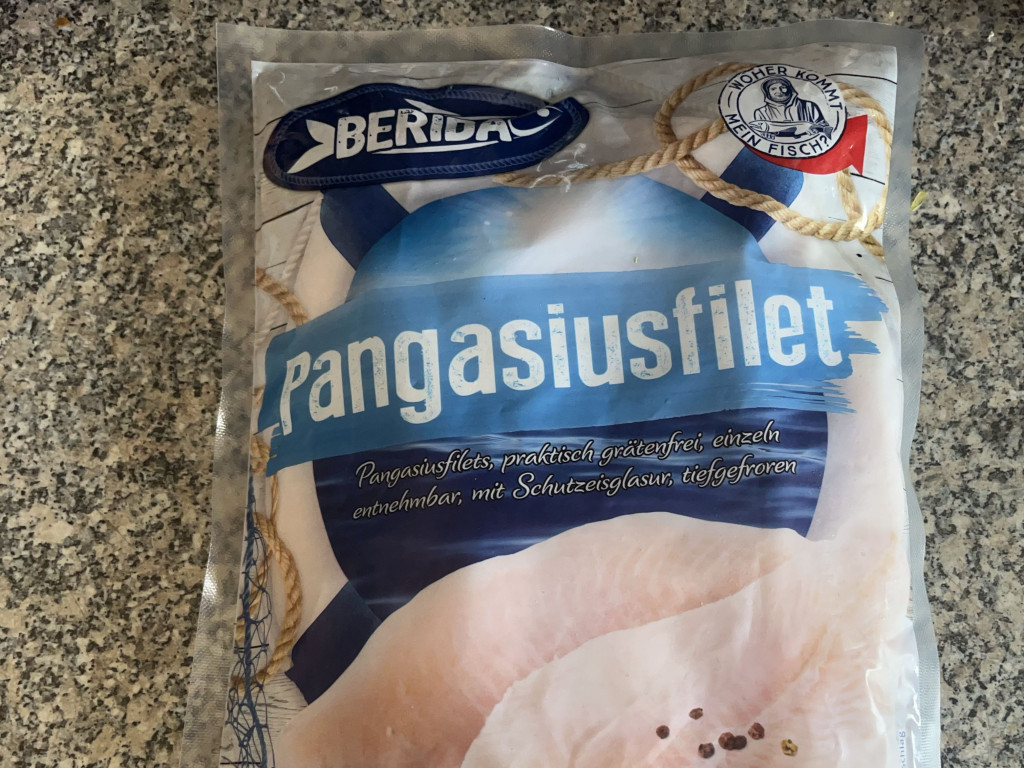 BERIDA
WOHER KOMMT
MEIN FISCH?
Pangasiusfilet
Pangasiusfilets, praktisch grätenfrei, einzeln
entnehmbar, mit Schutzeisglasur, tiefgefroren